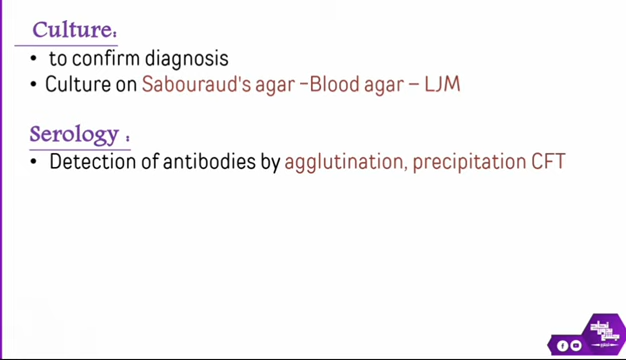 Culture:
• to confirm diagnosis
• Culture on Sabouraud's agar –Blood agar – LJM
Serology :
• Detection of antibodies by agglutination, precipitation CFT